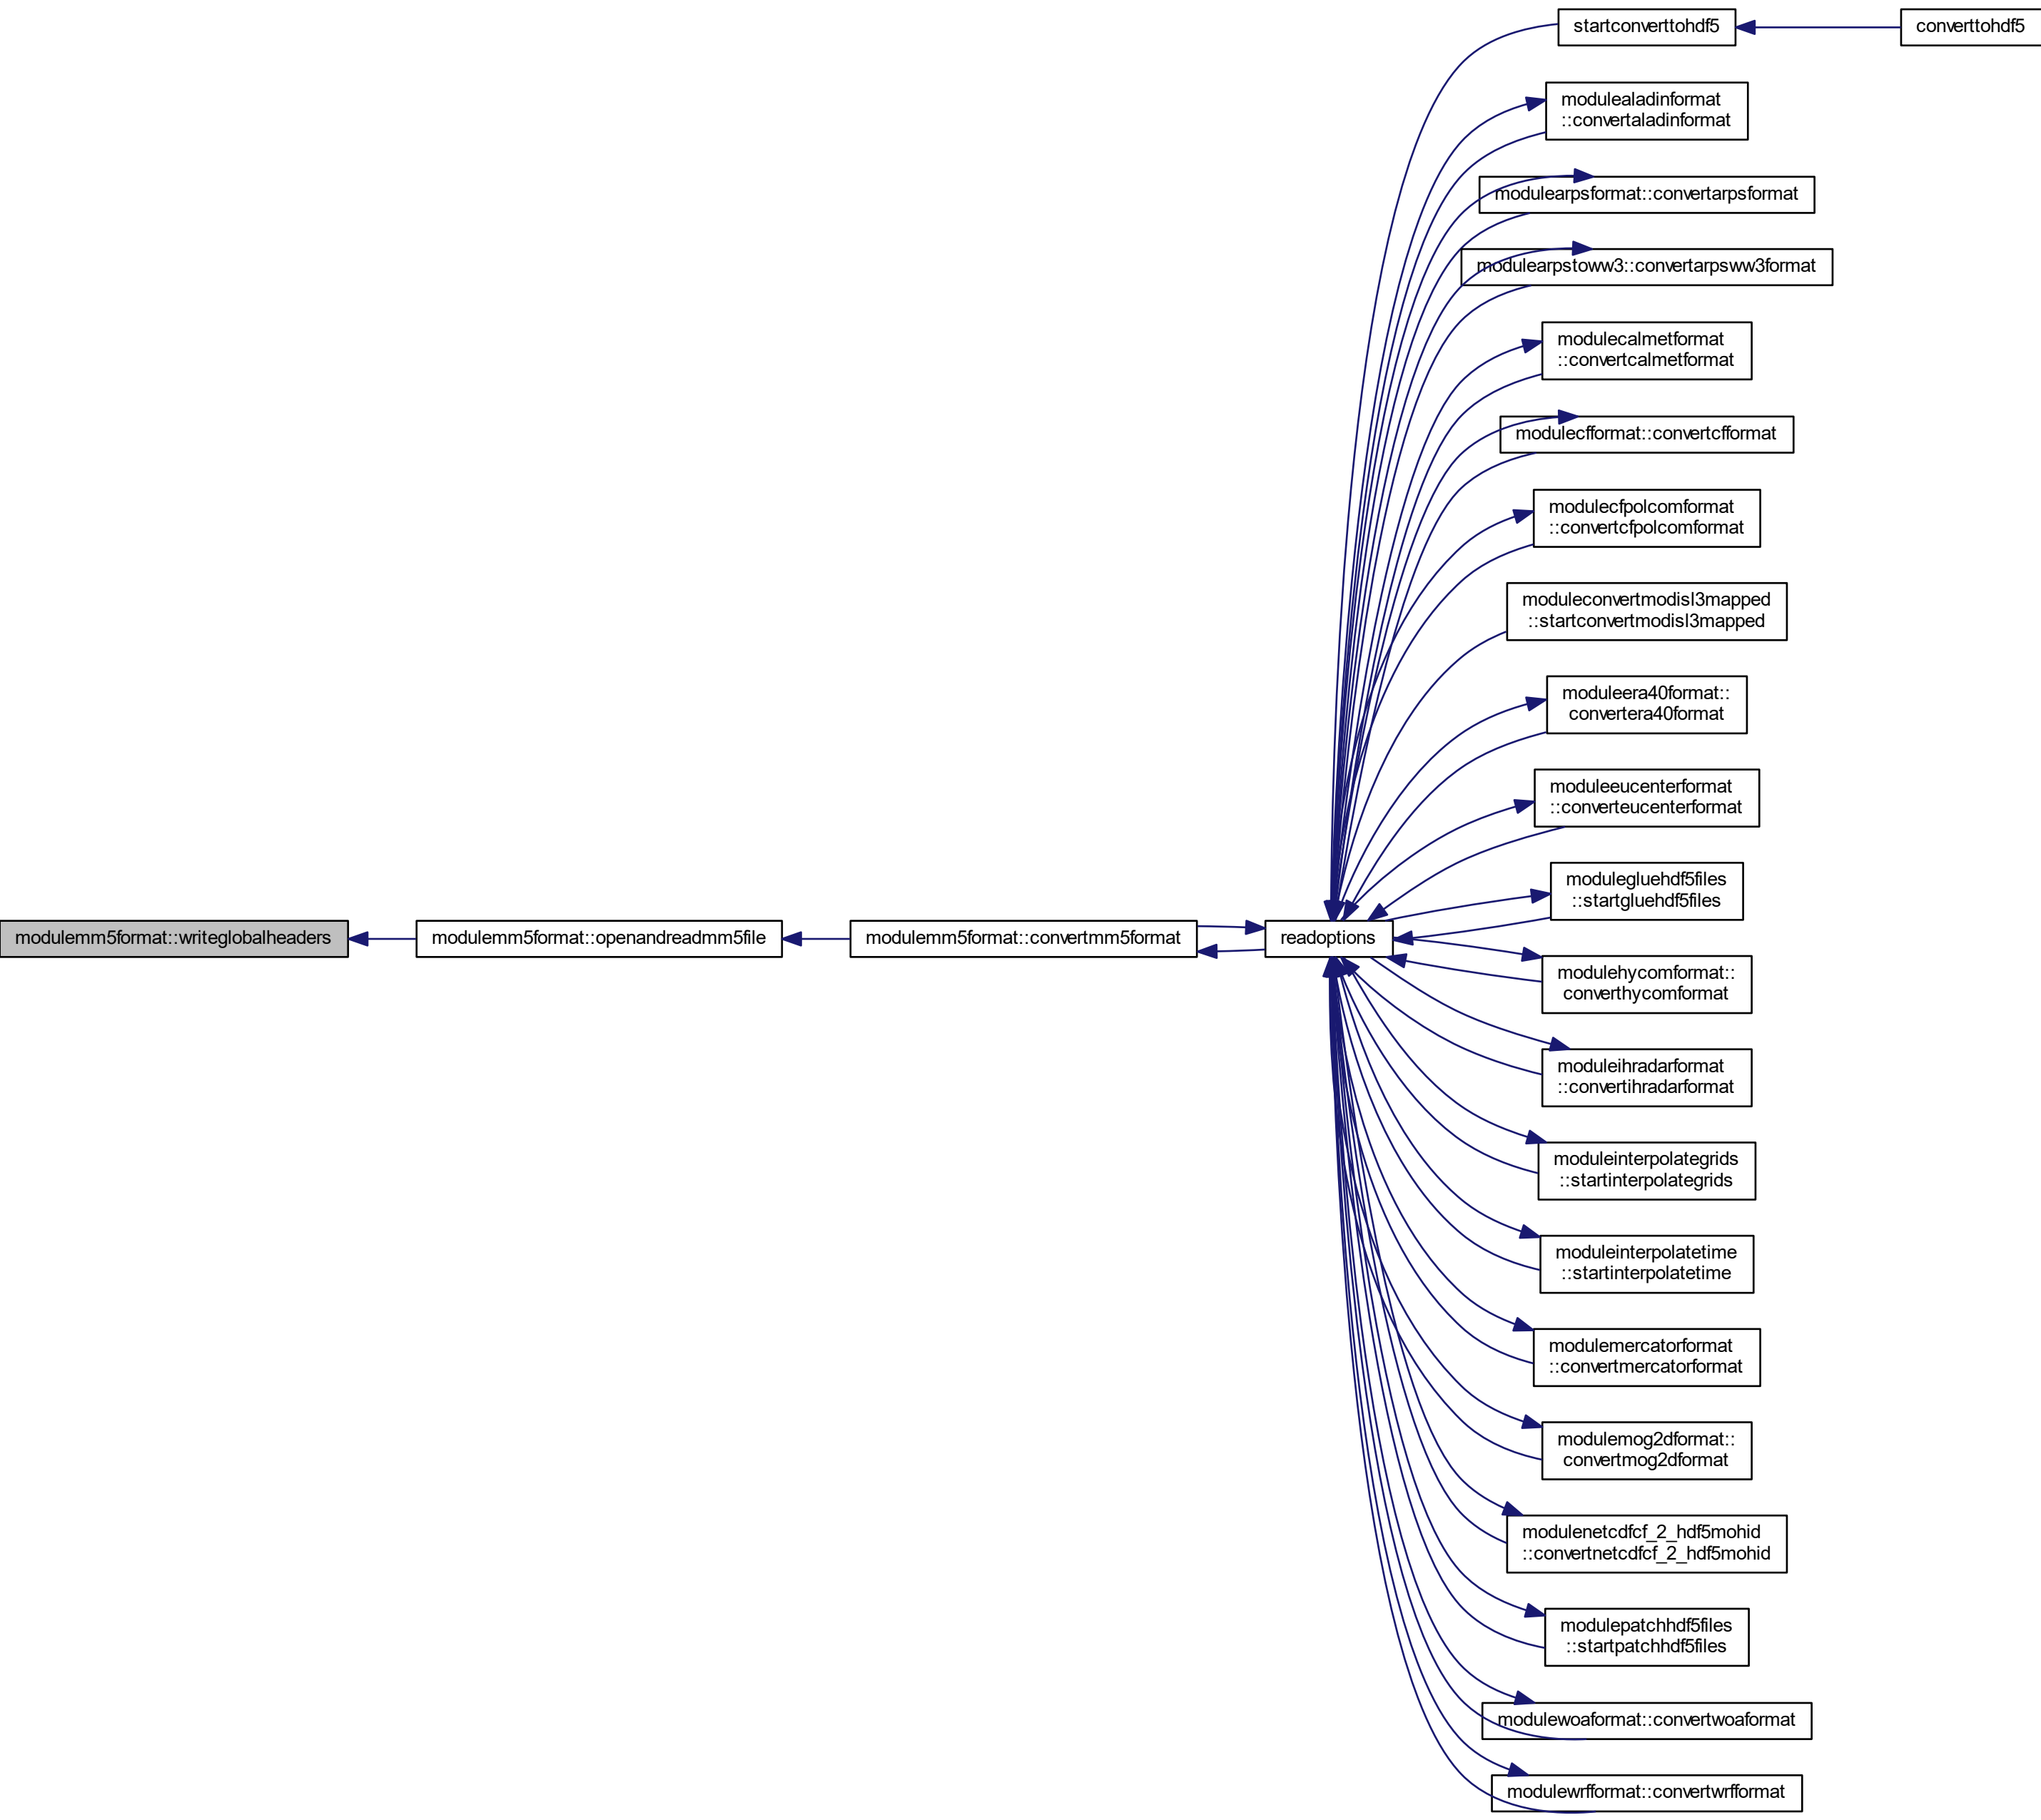 startconverttohdf5
converttohdf5
modulealadinformat
::convertaladinformat
modulearpsformat::convertarpsformat
modulearpstoww3::convertarpsww3format
modulecalmetformat
::convertcalmetformat
modulecfformat::convertcfformat
modulecfpolcomformat
::convertcfpolcomformat
moduleconvertmodisl3mapped
::startconvertmodisl3mapped
moduleera40format::
convertera40format
moduleeucenterformat
::converteucenterformat
modulegluehdf5files
::startgluehdf5files
modulemm5format::writeglobalheaders
modulemm5format::openandreadmm5file
modulemm5format::convertmm5format
readoptions
modulehycomformat::
converthycomformat
moduleihradarformat
::convertihradarformat
moduleinterpolategrids
::startinterpolategrids
moduleinterpolatetime
::startinterpolatetime
modulemercatorformat
::convertmercatorformat
modulemog2dformat::
convertmog2dformat
modulenetcdfcf_2_hdf5mohid
::convertnetcdfcf_2_hdf5mohid
modulepatchhdf5files
::startpatchhdf5files
modulewoaformat::convertwoaformat
modulewrfformat::convertwrfformat